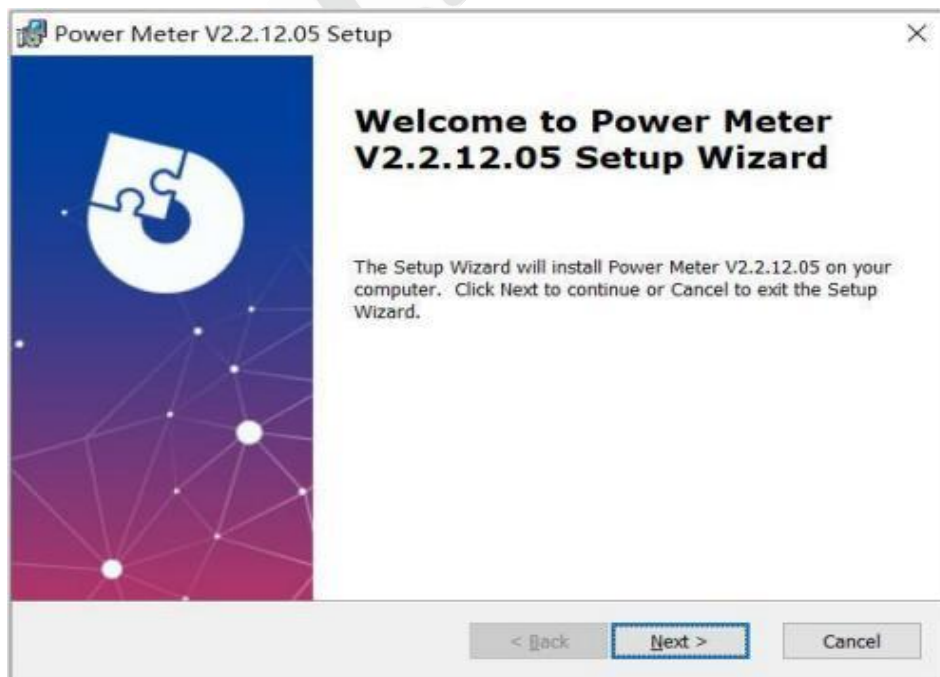 Power Meter V2.2.12.05 Setup
Welcome to Power Meter
V2.2.12.05 Setup Wizard
The Setup Wizard will install Power Meter V2.2.12.05 on your
computer. Click Next to continue or Cancel to exit the Setup
Wizard.
< Back Next > Cancel